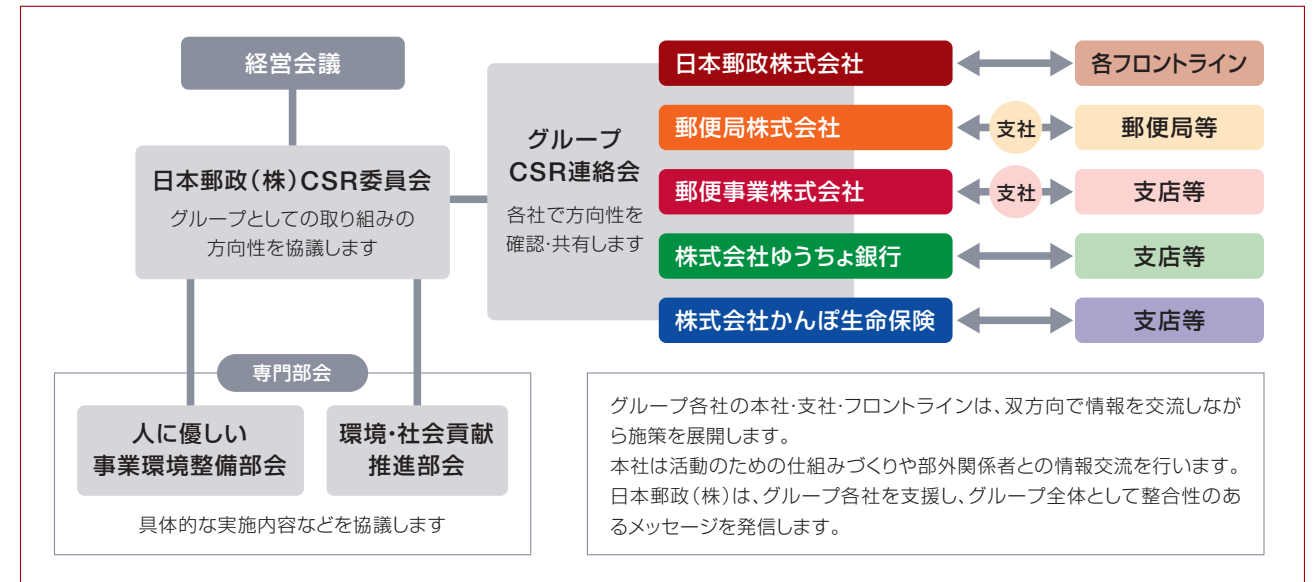 経営会議
日本郵政（株）CSR委員会
グループとしての取り組みの
方向性を協議します
グループ
CSR連絡会
各社で方向性を
確認・共有します
日本郵政株式会社
各フロントライン
郵便局株式会社
支社
郵便局等
郵便事業株式会社
支社
支店等
株式会社ゆうちょ銀行
支店等
株式会社かんぽ生命保険
支店等
専門部会
人に優しい
事業環境整備部会
環境・社会貢献
推進部会
具体的な実施内容などを協議します
グループ各社の本社・支社・フロントラインは、双方向で情報を交流しなが
ら施策を展開します。
本社は活動のための仕組みづくりや部外関係者との情報交流を行います。
日本郵政（株）は、グループ各社を支援し、グループ全体として整合性のあ
るメッセージを発信します。